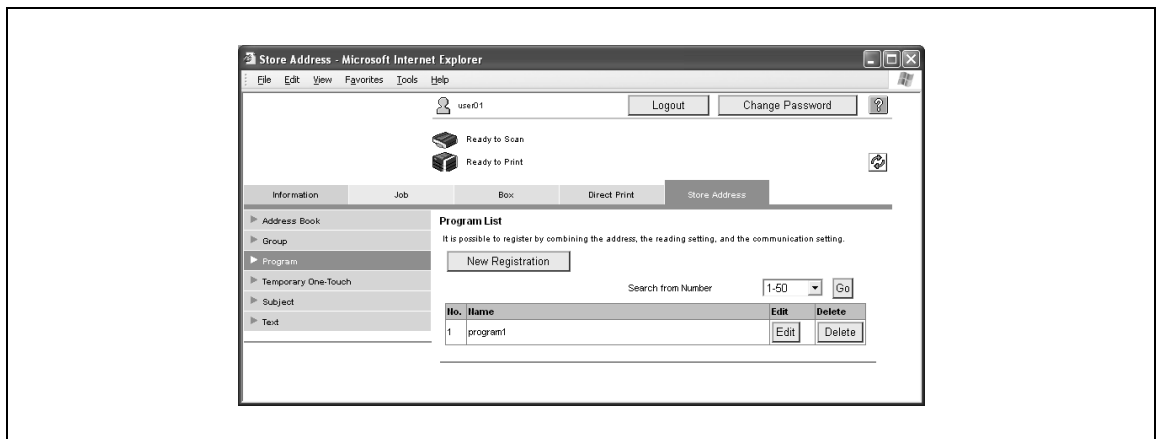 Store Address - Microsoft Internet Explorer
File Edit View Favorites Tools Help
user01 Logout Change Password ?
Ready to Scan
Ready to Print
Information Job Box Direct Print Store Address
Address Book
Group
Program
Temporary One-Touch
Subject
Text
Program List
It is possible to register by combining the address, the reading setting, and the communication setting.
New Registration
Search from Number 1-50 Go
No. Name Edit Delete
1 program1 Edit Delete